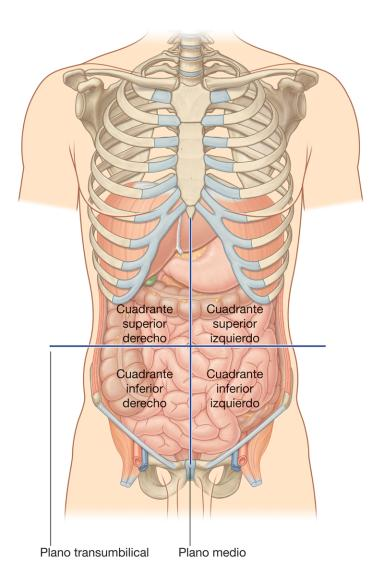 Cuadrante
superior
derecho
Cuadrante
superior
izquierdo
Cuadrante
inferior
derecho
Cuadrante
inferior
izquierdo
Plano transumbilical
Plano medio